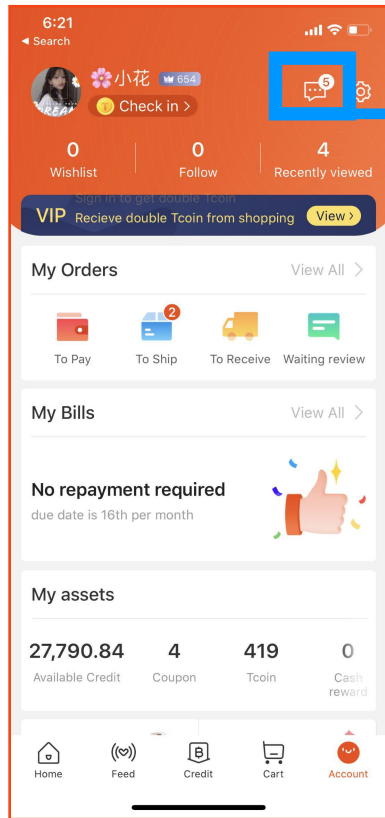 6:21
Search
🌸小花 654
Check in >
5
0
Wishlist
0
Follow
4
Recently viewed
Sign in to get double Tcoin
VIP Recieve double Tcoin from shopping View >
My Orders View All >
2
To Pay To Ship To Receive Waiting review
My Bills View All >
No repayment required
due date is 16th per month
My assets
27,790.84 4 419 0
Available Credit Coupon Tcoin Cash
reward
Home Feed Credit Cart Account